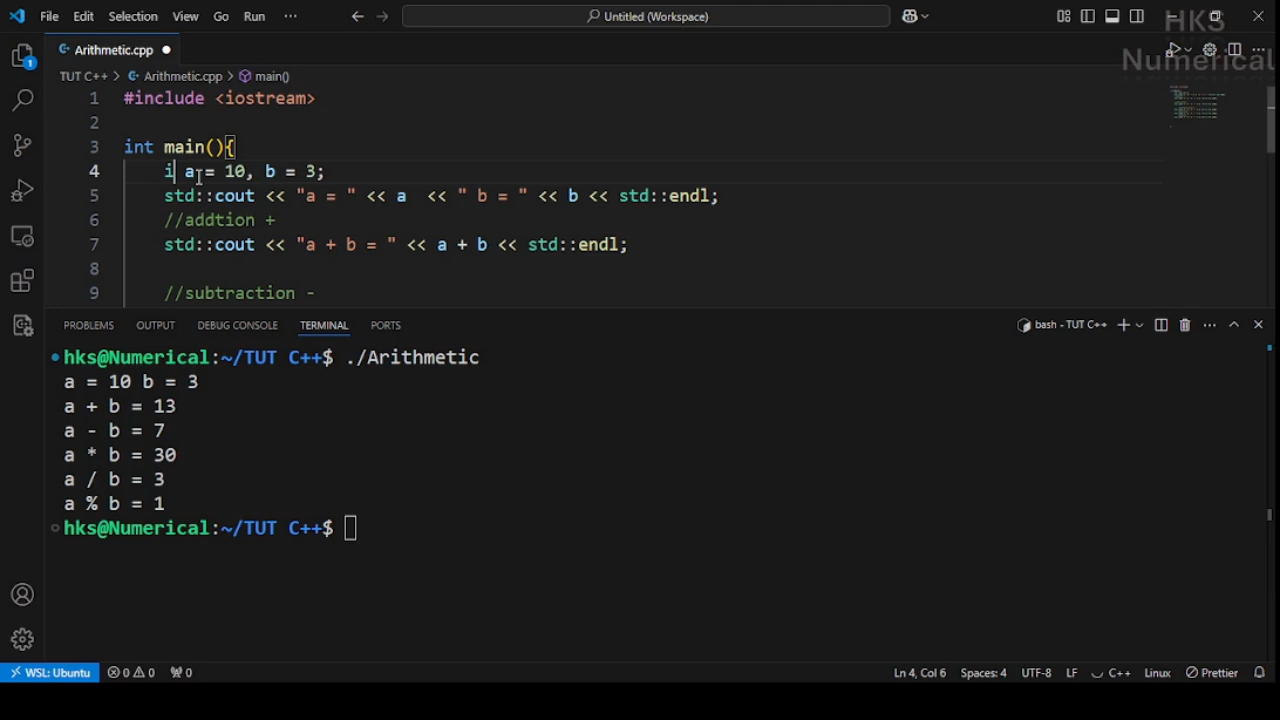 File Edit Selection View Go Run ··· Untitled (Workspace)
HKS
Numerical
Arithmetic.cpp
TUT C++ > Arithmetic.cpp > main()
1 #include <iostream>
2
3 int main(){
4 i a = 10, b = 3;
5 std::cout << "a = " << a  << " b = " << b << std::endl;
6 //addtion +
7 std::cout << "a + b = " << a + b << std::endl;
8
9 //subtraction -
1
PROBLEMS OUTPUT DEBUG CONSOLE TERMINAL PORTS bash - TUT C++
hks@Numerical:~/TUT C++$ ./Arithmetic
a = 10 b = 3
a + b = 13
a - b = 7
a * b = 30
a / b = 3
a % b = 1
hks@Numerical:~/TUT C++$
WSL: Ubuntu 0 0 0 Ln 4, Col 6 Spaces: 4 UTF-8 LF C++ Linux Prettier